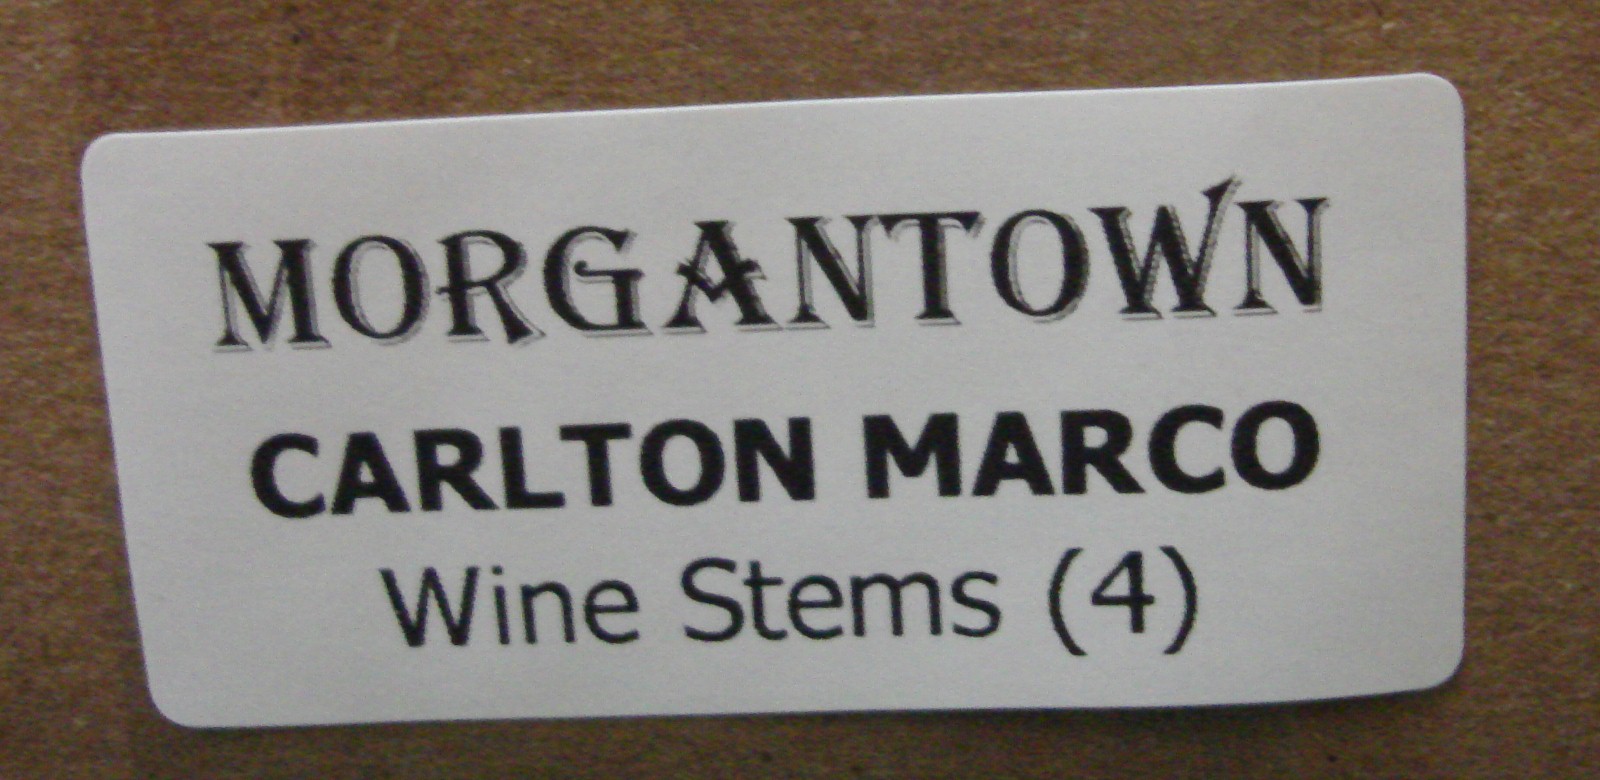 MORGANTOWN
CARLTON MARCO
Wine Stems (4)